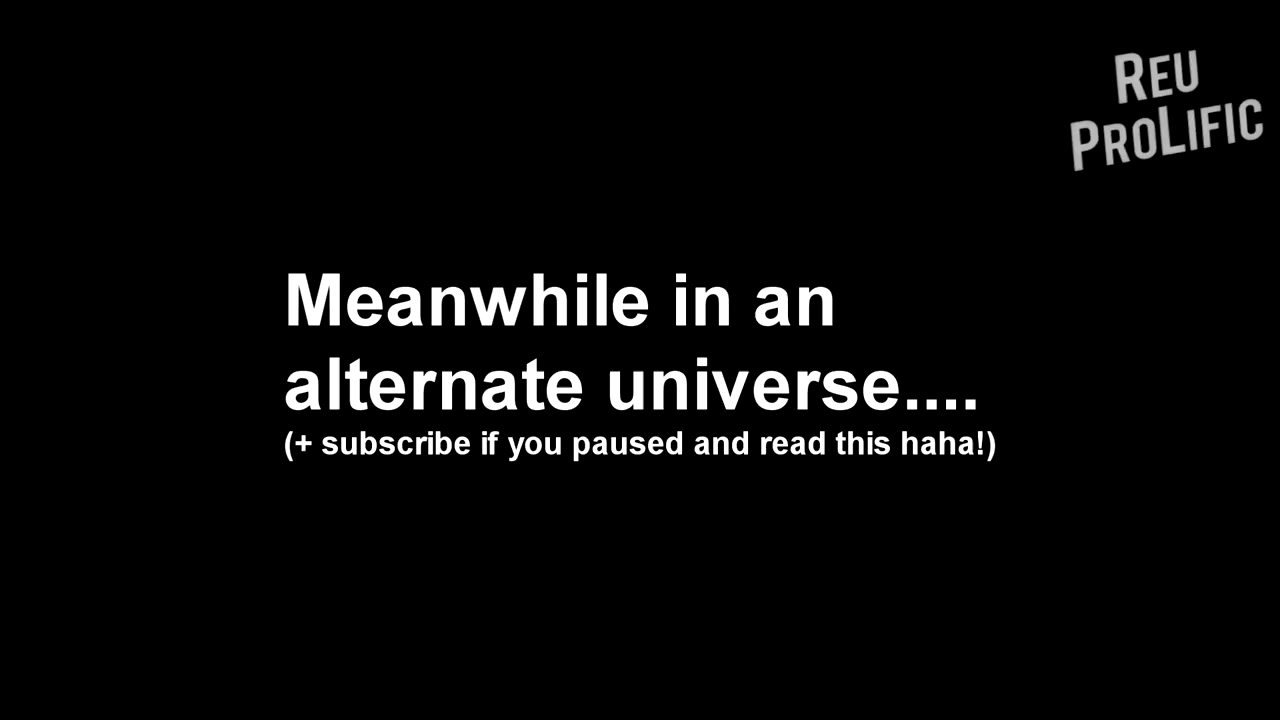 REU
PROLIFIC
Meanwhile in an
alternate universe....
(+ subscribe if you paused and read this haha!)